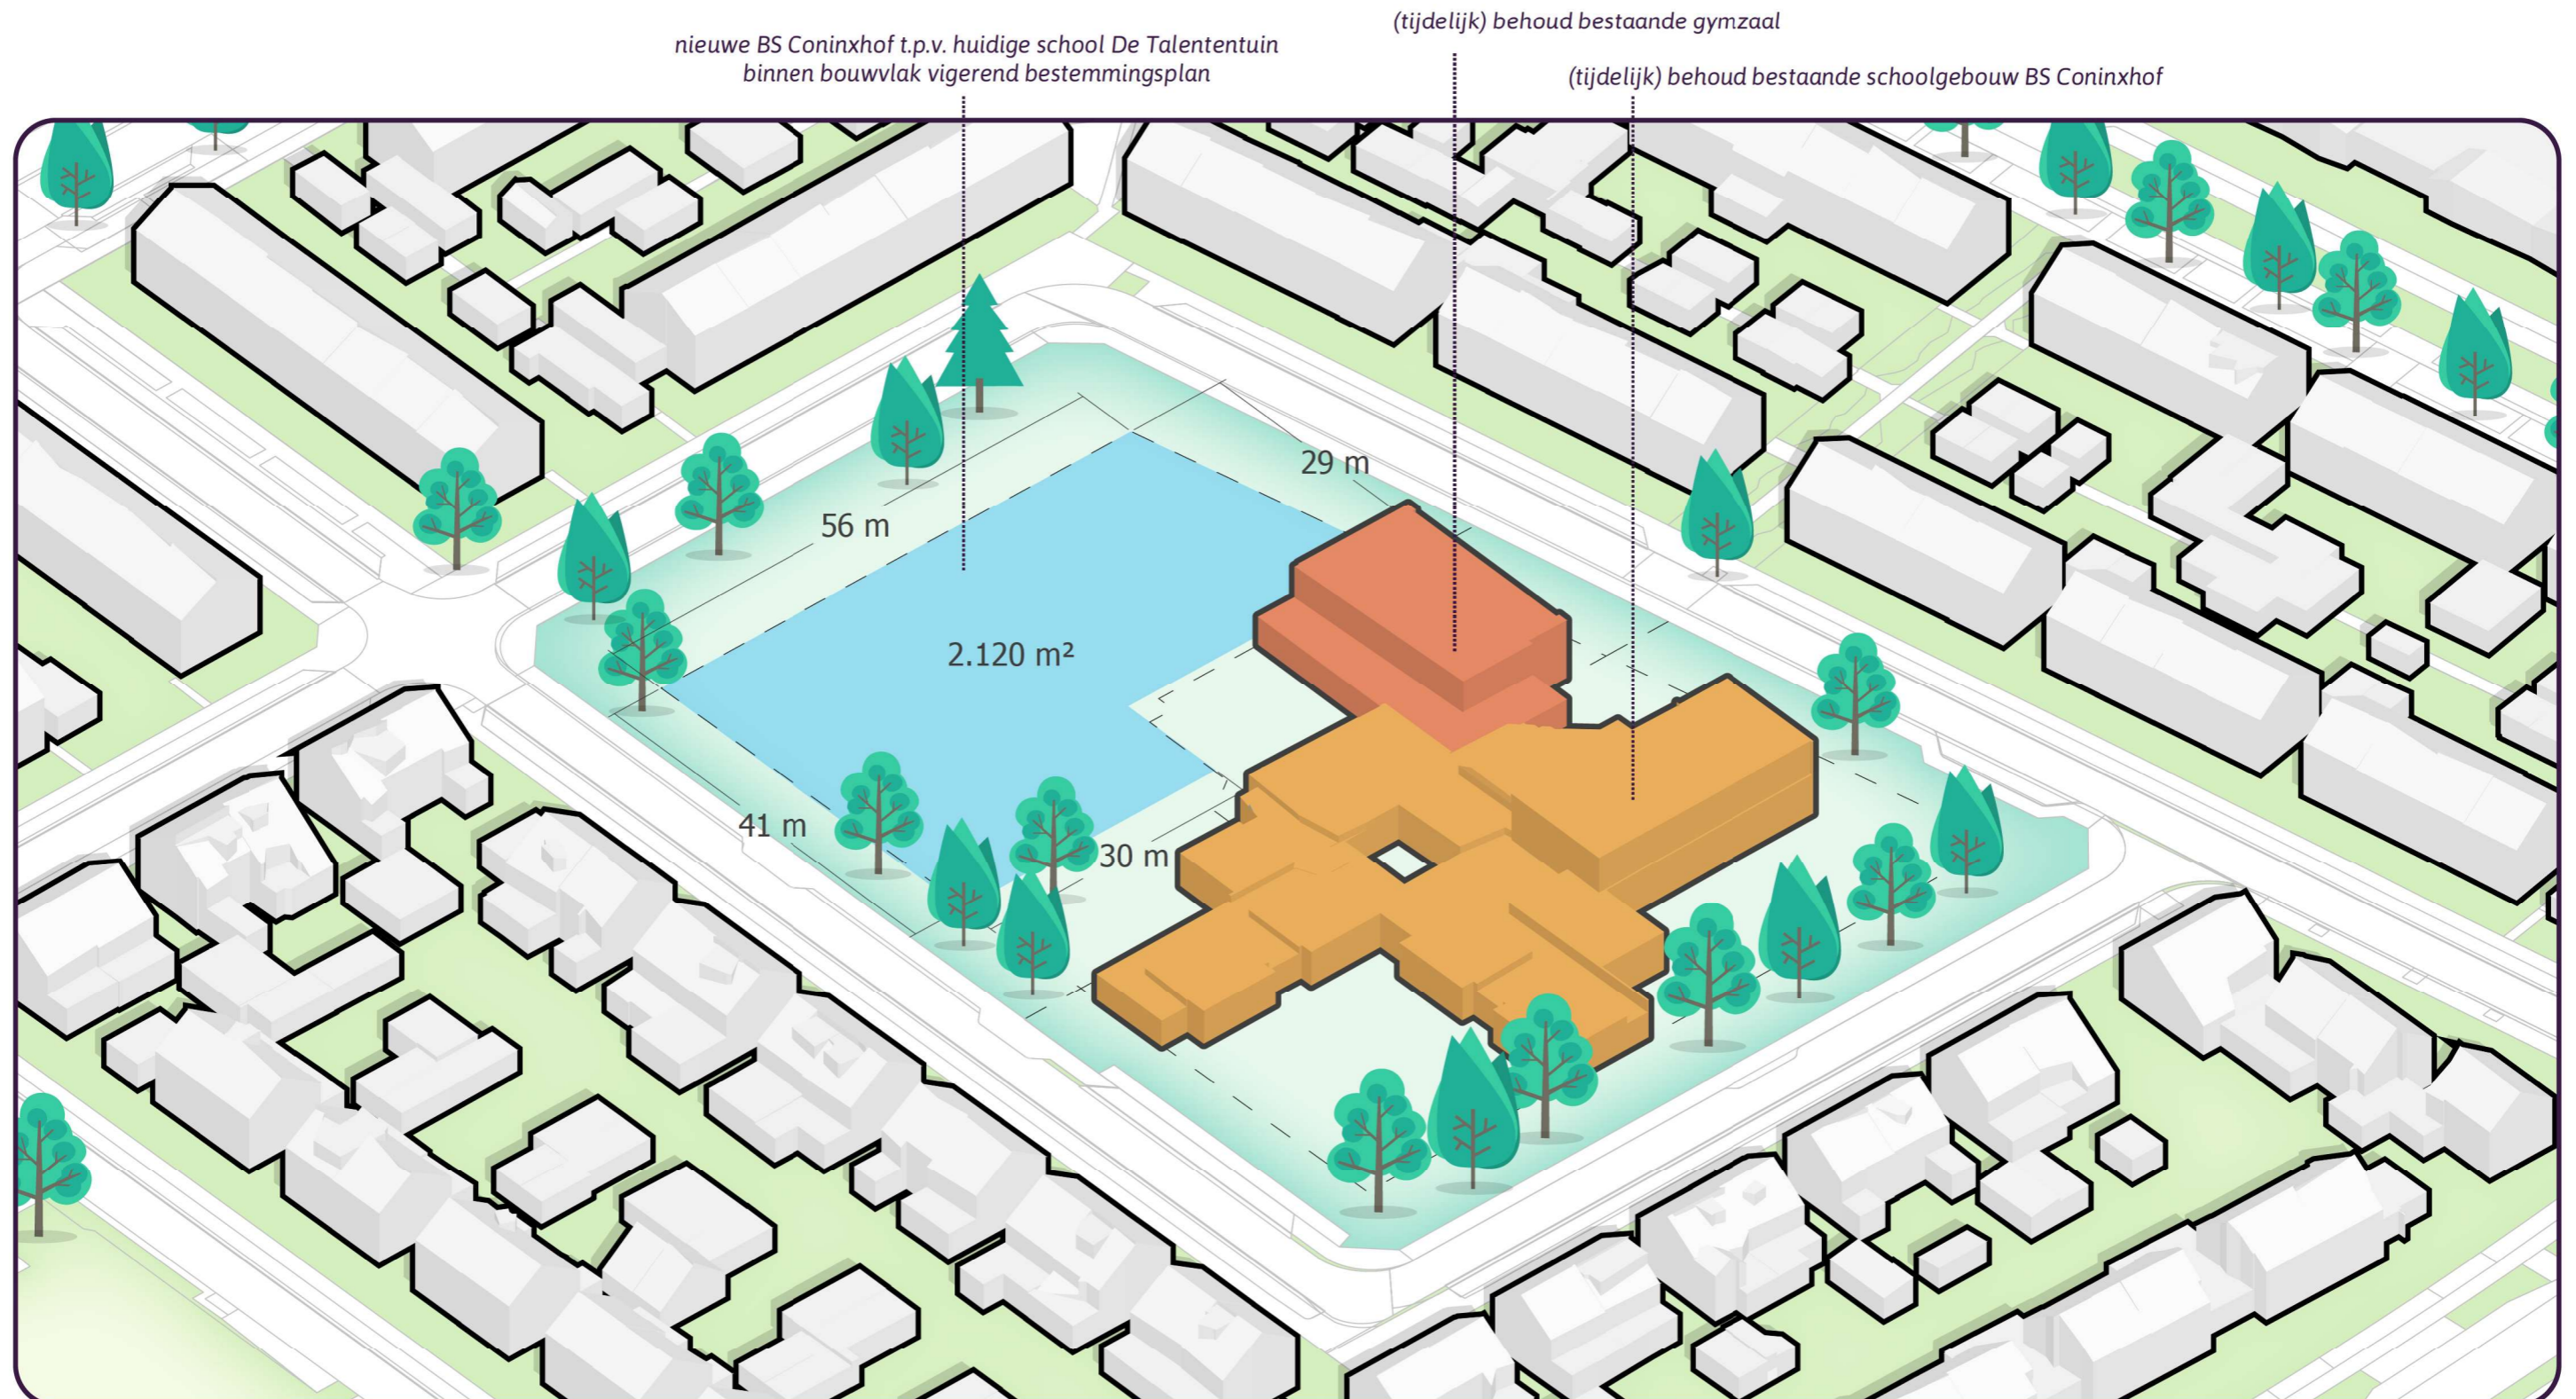 (tijdelijk) behoud bestaande gymzaal
nieuwe BS Coninxhof t.p.v. huidige school De Talententuin
binnen bouwvlak vigerend bestemmingsplan
(tijdelijk) behoud bestaande schoolgebouw BS Coninxhof
29 m
56 m
2.120 m²
41 m
30 m